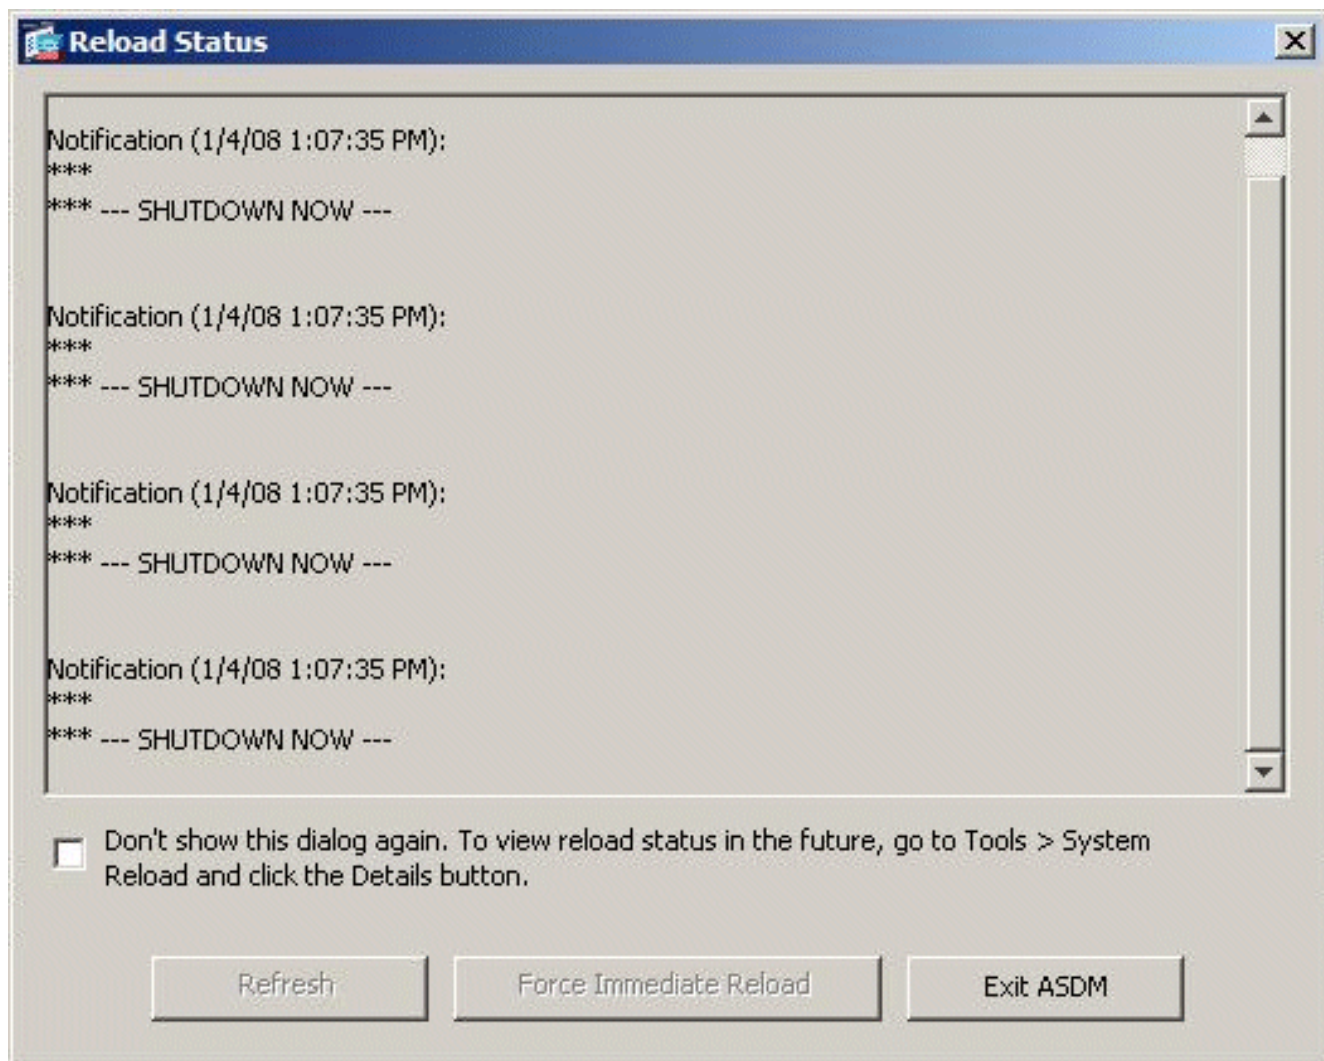 Reload Status
Notification (1/4/08 1:07:35 PM):
***
*** --- SHUTDOWN NOW ---
Notification (1/4/08 1:07:35 PM):
***
*** --- SHUTDOWN NOW ---
Notification (1/4/08 1:07:35 PM):
***
*** --- SHUTDOWN NOW ---
Notification (1/4/08 1:07:35 PM):
***
*** --- SHUTDOWN NOW ---
Don't show this dialog again. To view reload status in the future, go to Tools > System
Reload and click the Details button.
Refresh
Force Immediate Reload
Exit ASDM